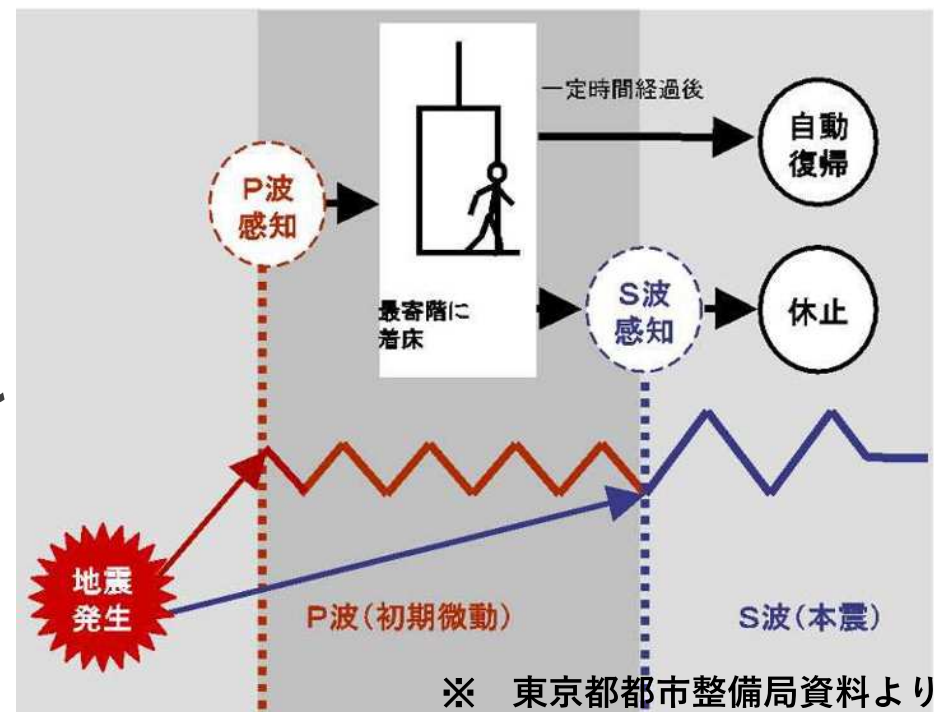 一定時間経過後
自動
復帰
P波
感知
最寄階に
着床
S波
感知
休止
地震
発生
P波(初期微動)
S波(本震)
※　東京都都市整備局資料より